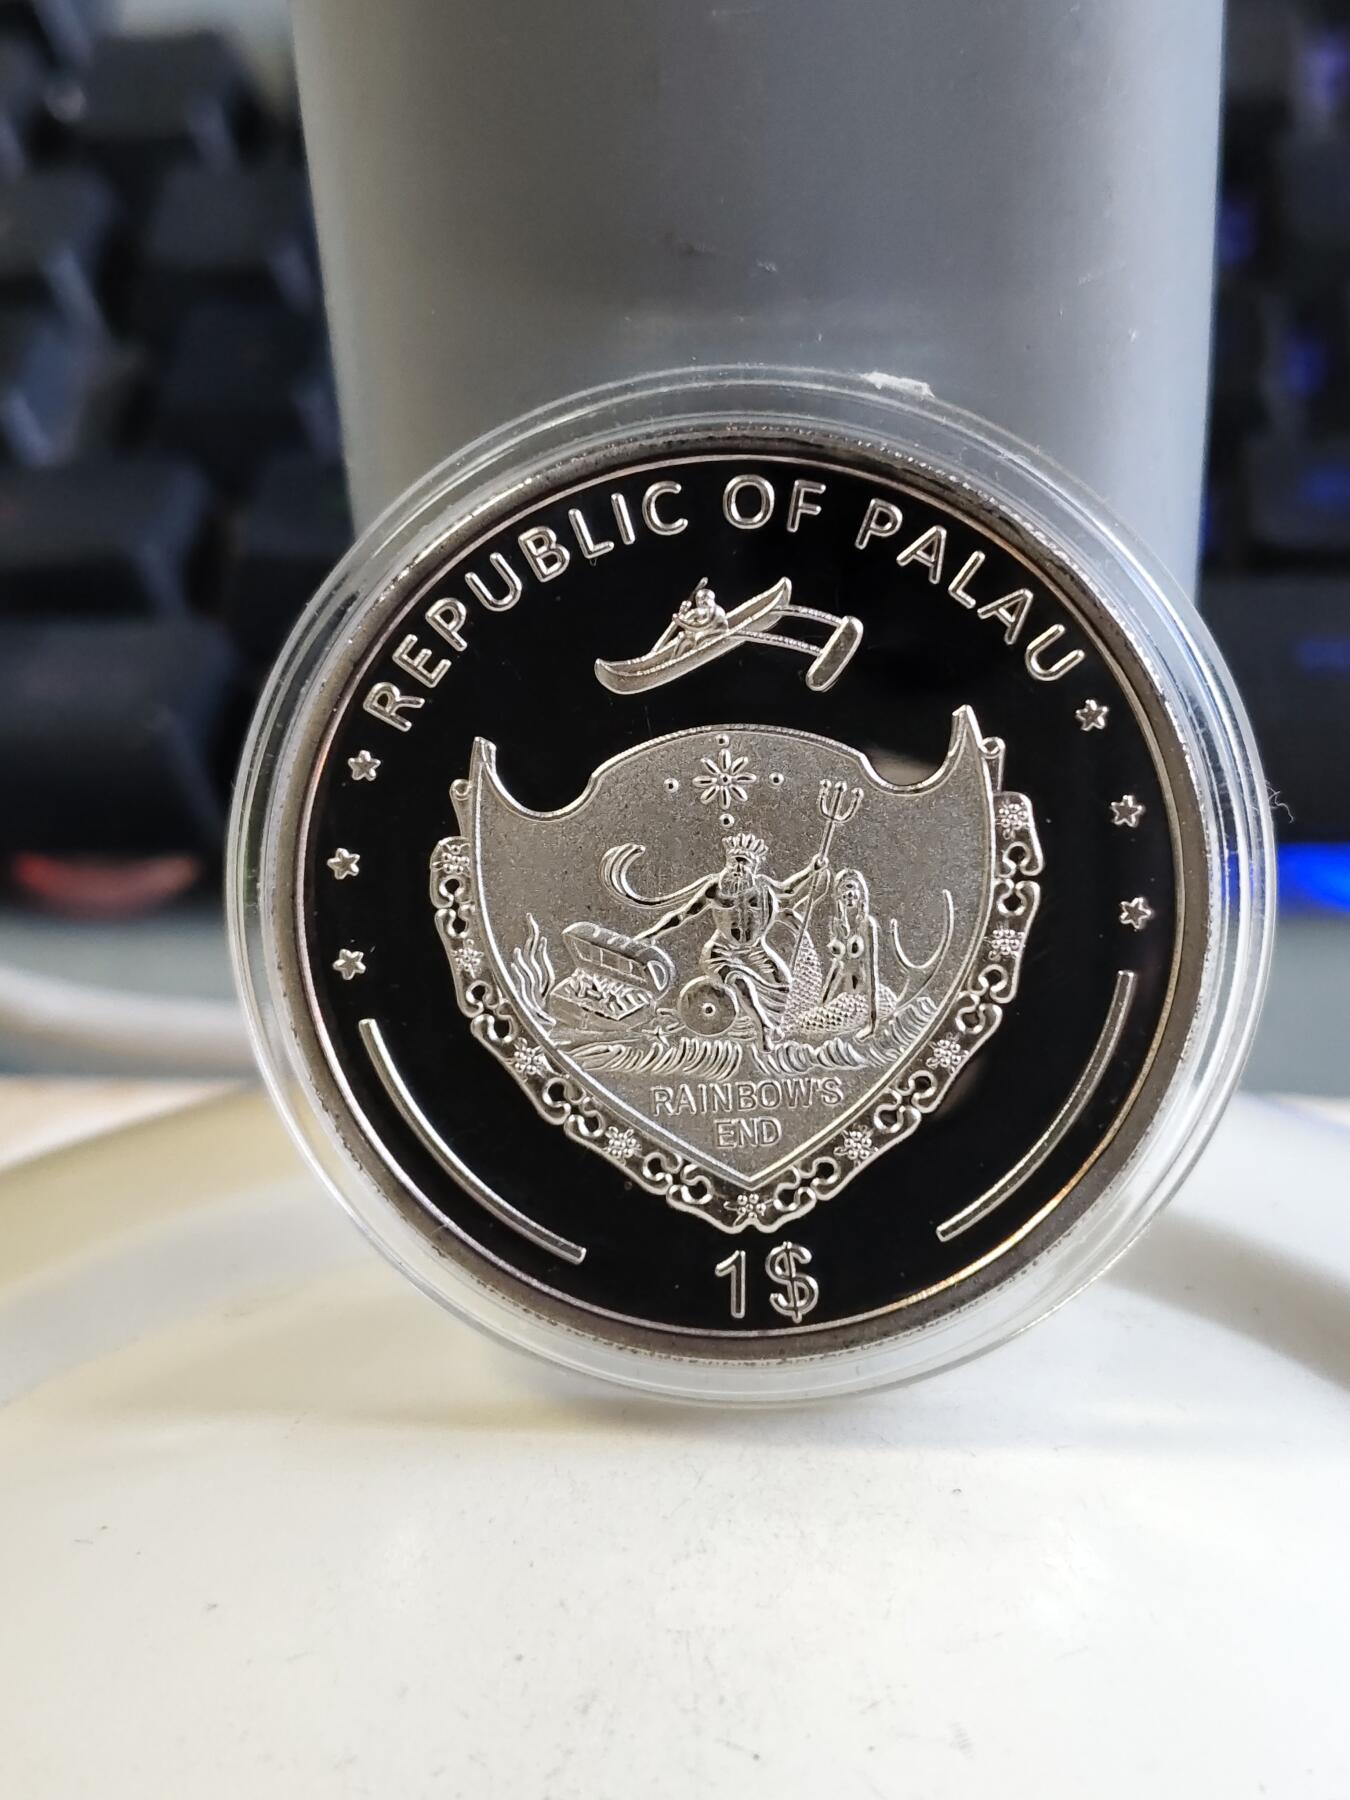 REPUBLIC OF PALAU
RAINBOW'S
END
1$